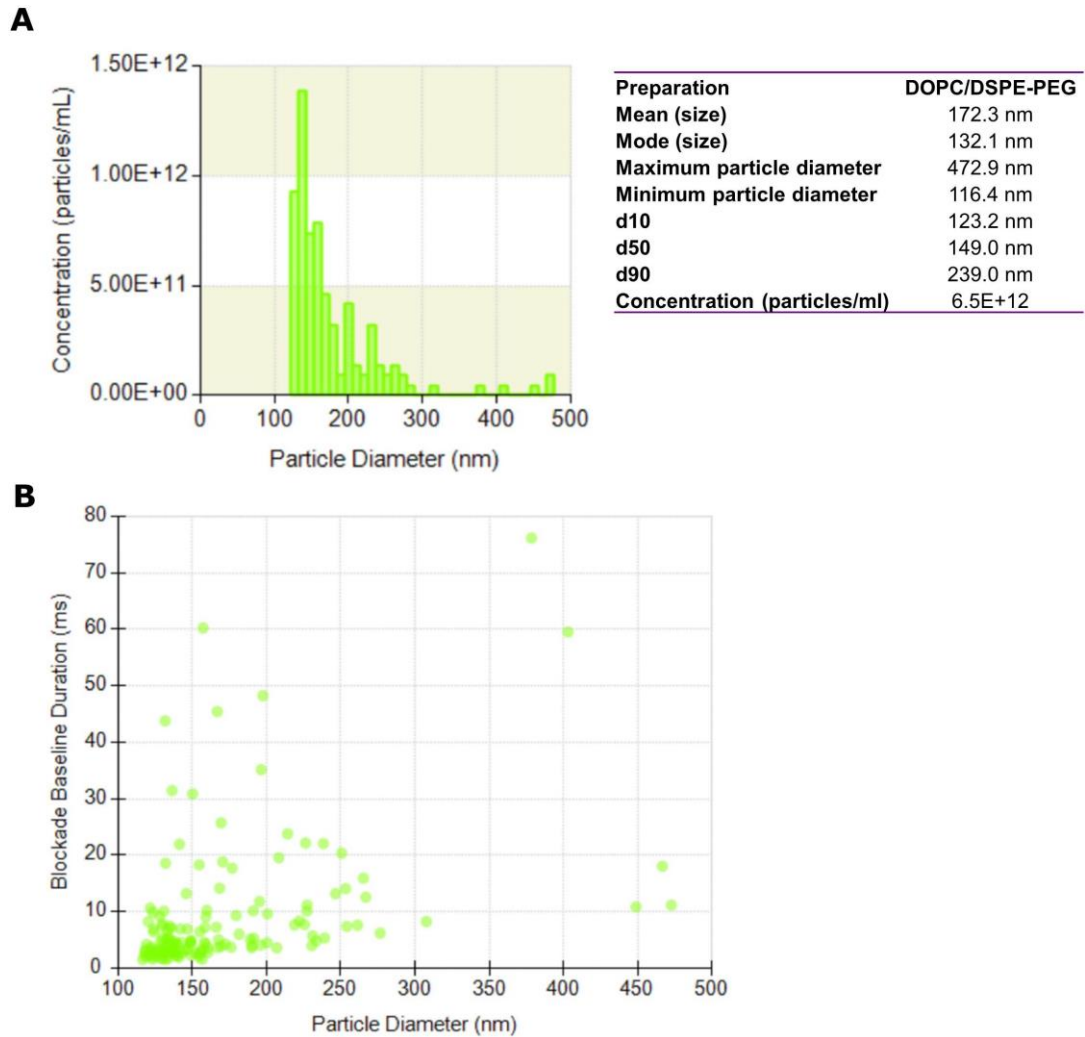 A
1.50E+12
1.00E+12
5.00E+11
0.00E+00
Concentration (particles/mL)
0 100 200 300 400 500
Particle Diameter (nm)
Preparation DOPC/DSPE-PEG
Mean (size) 172.3 nm
Mode (size) 132.1 nm
Maximum particle diameter 472.9 nm
Minimum particle diameter 116.4 nm
d10 123.2 nm
d50 149.0 nm
d90 239.0 nm
Concentration (particles/ml) 6.5E+12
B
80
70
60
50
40
30
20
10
0
Blockade Baseline Duration (ms)
100 150 200 250 300 350 400 450 500
Particle Diameter (nm)